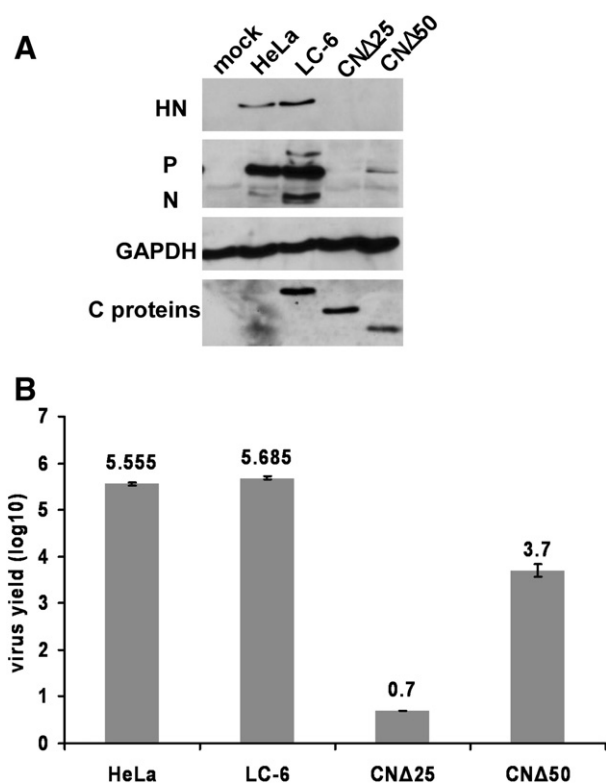 A
mock HeLa LC-6 CNΔ25 CNΔ50
HN
P
N
GAPDH
C proteins
B
virus yield (log10)
7
6
5
4
3
2
1
0
5.555 5.685 0.7 3.7
HeLa LC-6 CNΔ25 CNΔ50